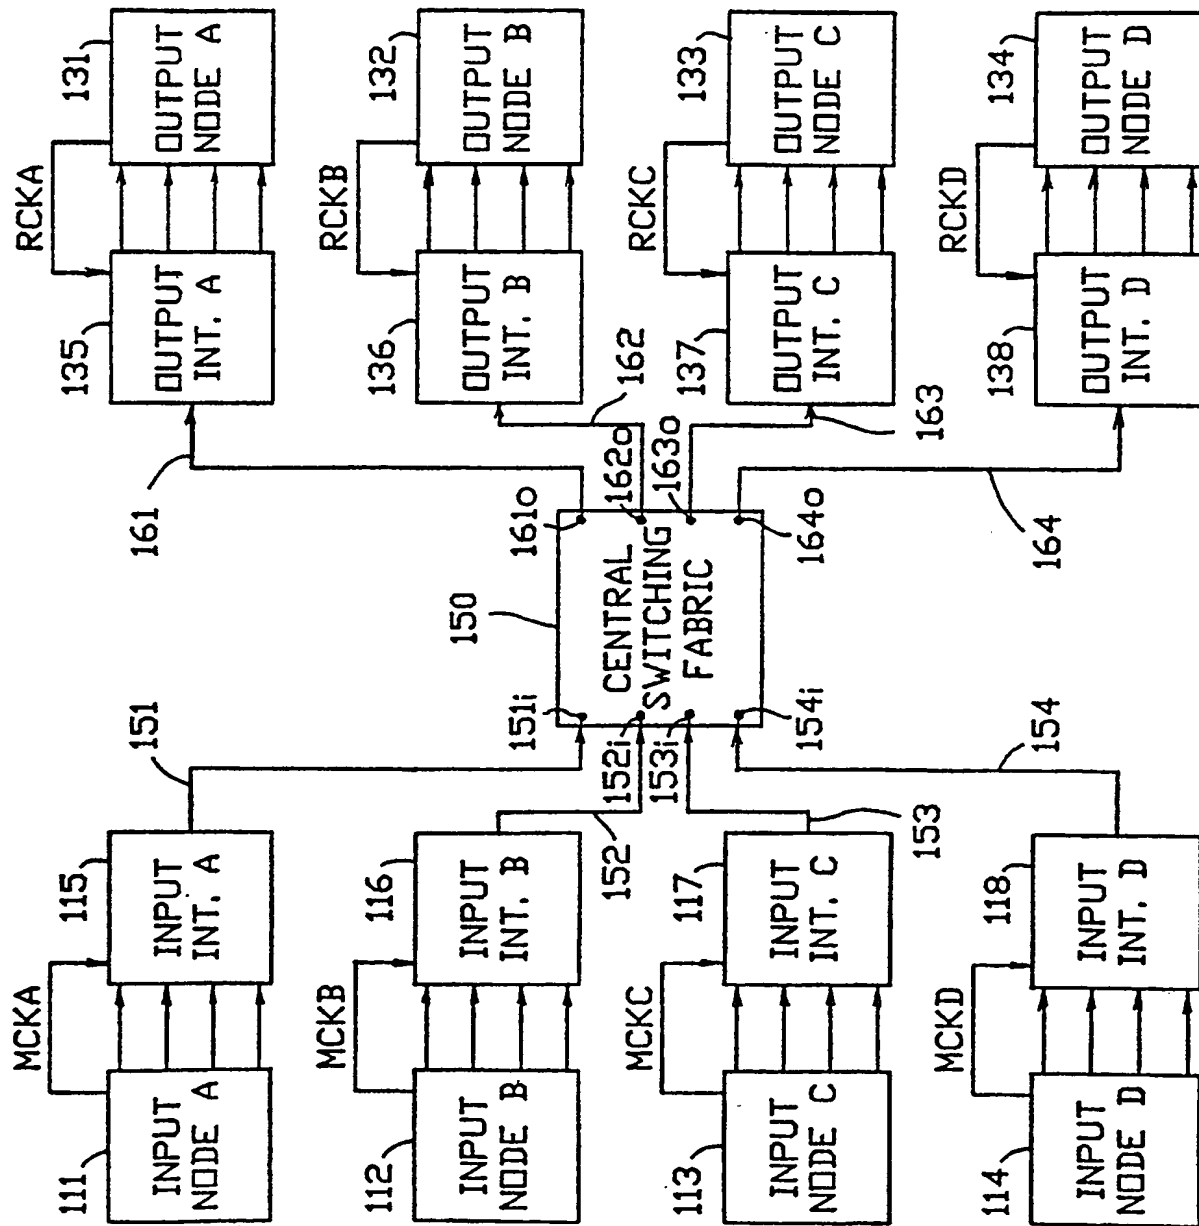 111
INPUT
NODE A
MCKA
115
INPUT
INT. A
151
161
135
OUTPUT
INT. A
RCKA
131
OUTPUT
NODE A
112
INPUT
NODE B
MCKB
116
INPUT
INT. B
152
162
136
OUTPUT
INT. B
RCKB
132
OUTPUT
NODE B
150
151i
152i
153i
154i
CENTRAL
SWITCHING
FABRIC
161o
162o
163o
164o
113
INPUT
NODE C
MCKC
117
INPUT
INT. C
153
163
137
OUTPUT
INT. C
RCKC
133
OUTPUT
NODE C
114
INPUT
NODE D
MCKD
118
INPUT
INT. D
154
164
138
OUTPUT
INT. D
RCKD
134
OUTPUT
NODE D